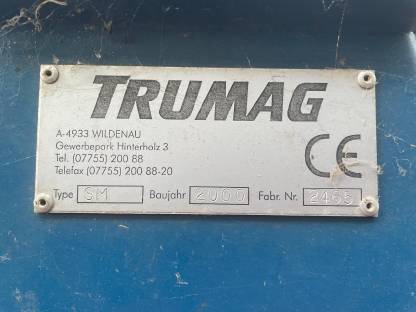 TRUMAG
A-4933 WILDENAU
Gewerbepark Hinterholz 3
Tel. (07755) 200 88
Telefax (07755) 200 88-20
CE
Type SM Baujahr 2000 Fabr. Nr. 2465